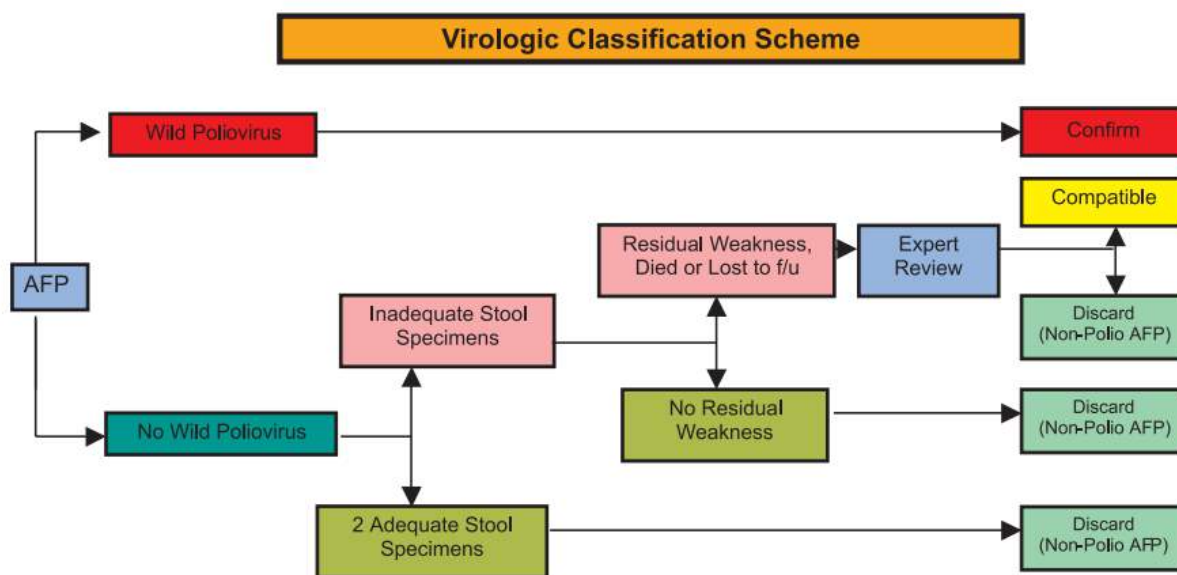 Virologic Classification Scheme
Wild Poliovirus
Confirm
Compatible
Residual Weakness,
Died or Lost to f/u
Expert
Review
AFP
Inadequate Stool
Specimens
Discard
(Non-Polio AFP)
No Residual
Weakness
Discard
(Non-Polio AFP)
No Wild Poliovirus
2 Adequate Stool
Specimens
Discard
(Non-Polio AFP)